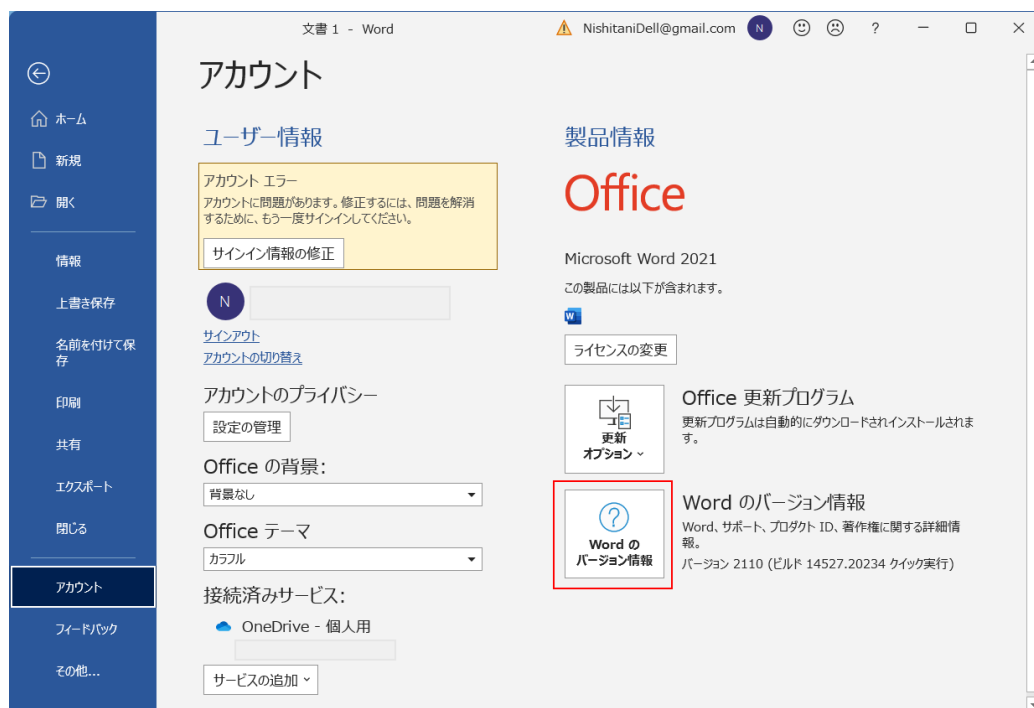 文書 1 - Word
NishitaniDell@gmail.com
N
?
アカウント
ホーム
新規
開く
情報
上書き保存
名前を付けて保
存
印刷
共有
エクスポート
閉じる
アカウント
フィードバック
その他...
ユーザー情報
アカウント エラー
アカウントに問題があります。修正するには、問題を解消
するために、もう一度サインインしてください。
サインイン情報の修正
N
サインアウト
アカウントの切り替え
アカウントのプライバシー
設定の管理
Office の背景:
背景なし
Office テーマ
カラフル
接続済みサービス:
OneDrive - 個人用
サービスの追加
製品情報
Office
Microsoft Word 2021
この製品には以下が含まれます。
W
ライセンスの変更
更新
オプション
Office 更新プログラム
更新プログラムは自動的にダウンロードされインストールされま
す。
?
Word の
バージョン情報
Word のバージョン情報
Word、サポート、プロダクト ID、著作権に関する詳細情
報。
バージョン 2110 (ビルド 14527.20234 クイック実行)